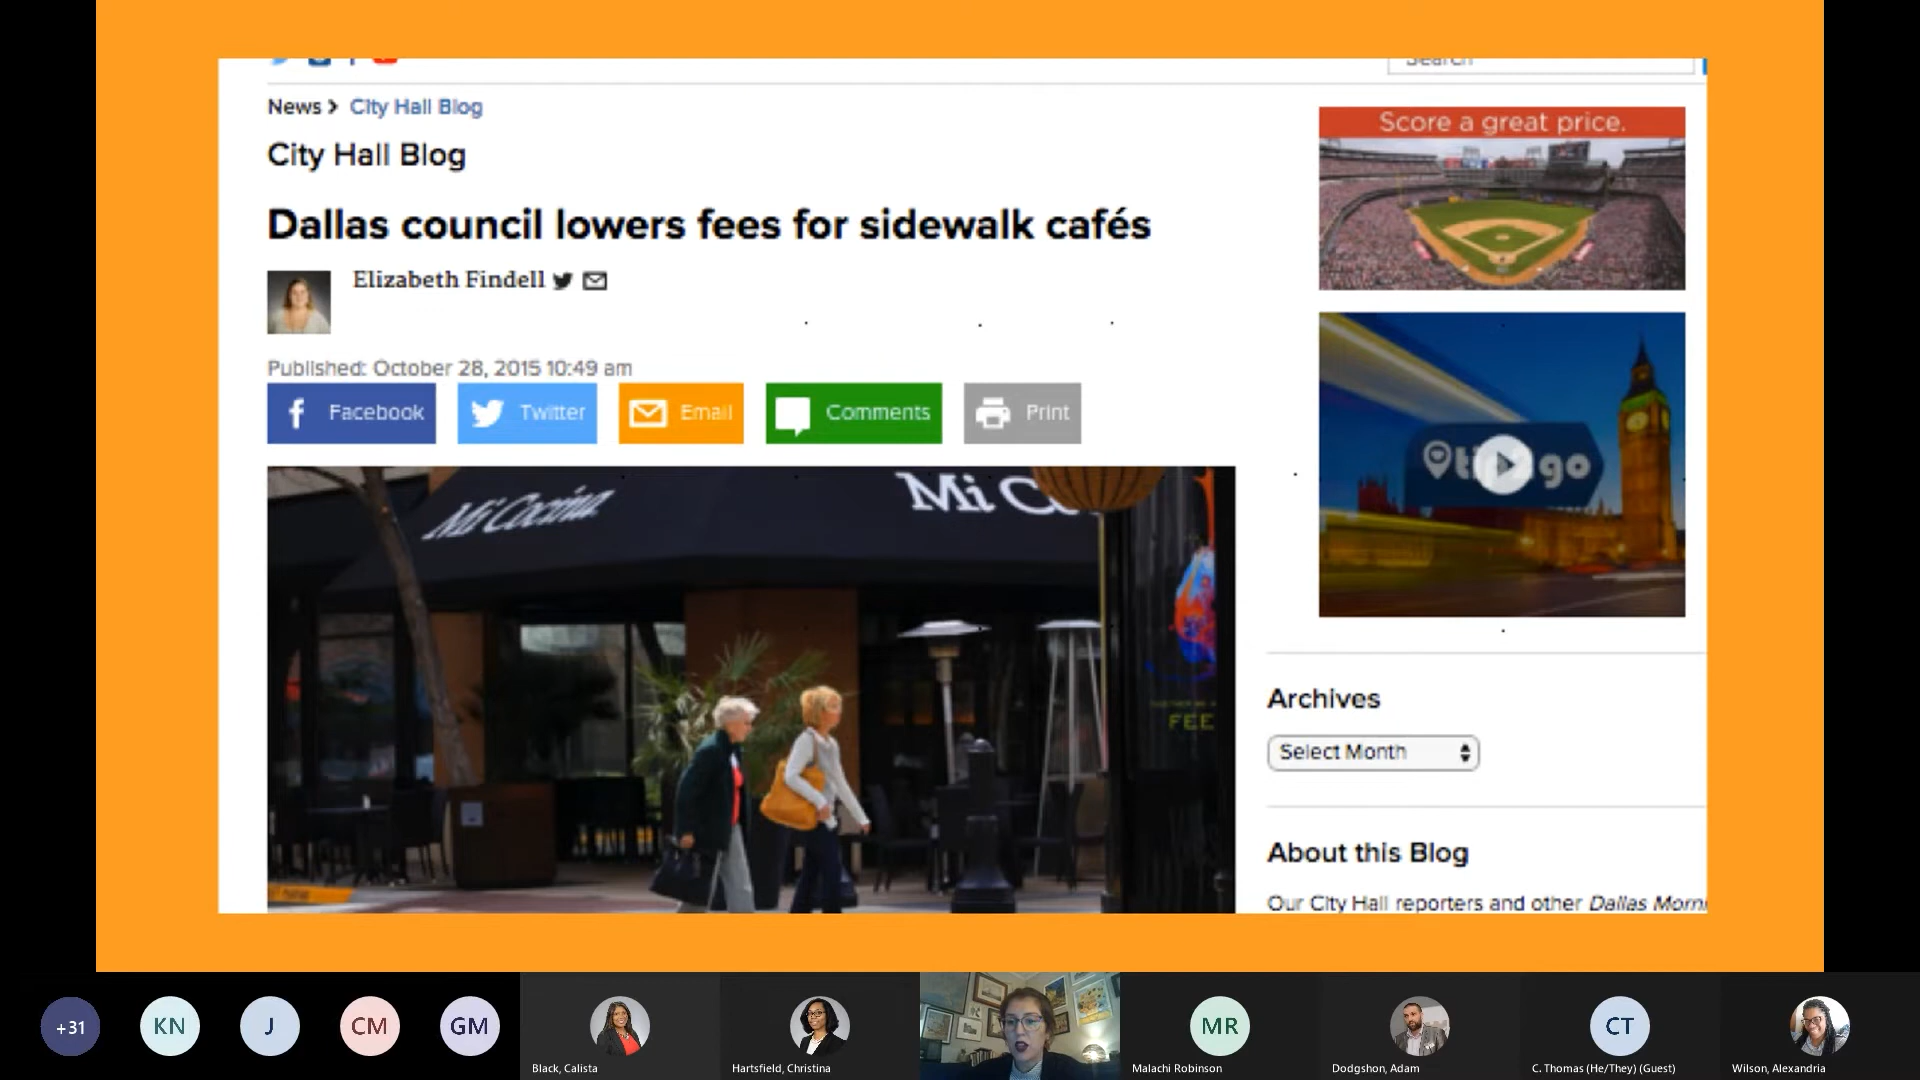 Search
News > City Hall Blog
City Hall Blog
Dallas council lowers fees for sidewalk cafés
Elizabeth Findell
Published: October 28, 2015 10:49 am
Facebook
Twitter
Email
Comments
Print
Mi Cocina
Mi C
FEE
Score a great price.
go
Archives
Select Month
About this Blog
Our City Hall reporters and other Dallas Morni
+31
KN
J
CM
GM
Black, Calista
Hartsfield, Christina
MR
Malachi Robinson
Dodgshon, Adam
CT
C. Thomas (He/They) (Guest)
Wilson, Alexandria